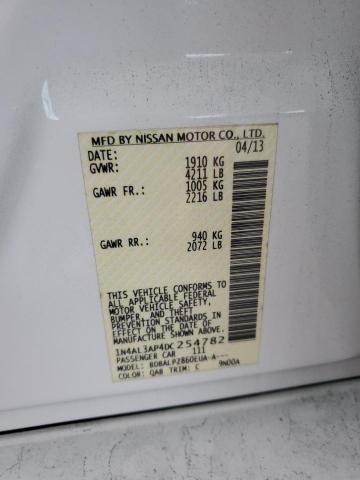 MFD BY NISSAN MOTOR CO., LTD.
DATE: 04/13
GVWR: 1910 KG
4211 LB
GAWR FR.: 1005 KG
2216 LB
GAWR RR.: 940 KG
2072 LB
THIS VEHICLE CONFORMS TO
ALL APPLICABLE FEDERAL
MOTOR VEHICLE SAFETY,
BUMPER, AND THEFT
PREVENTION STANDARDS IN
EFFECT ON THE DATE OF
MANUFACTURE SHOWN ABOVE.
1N4AL3AP4DC254782
PASSENGER CAR 111
MODEL: BDBALPZ860EUA-A---
COLOR: QAB TRIM: C 9N00A